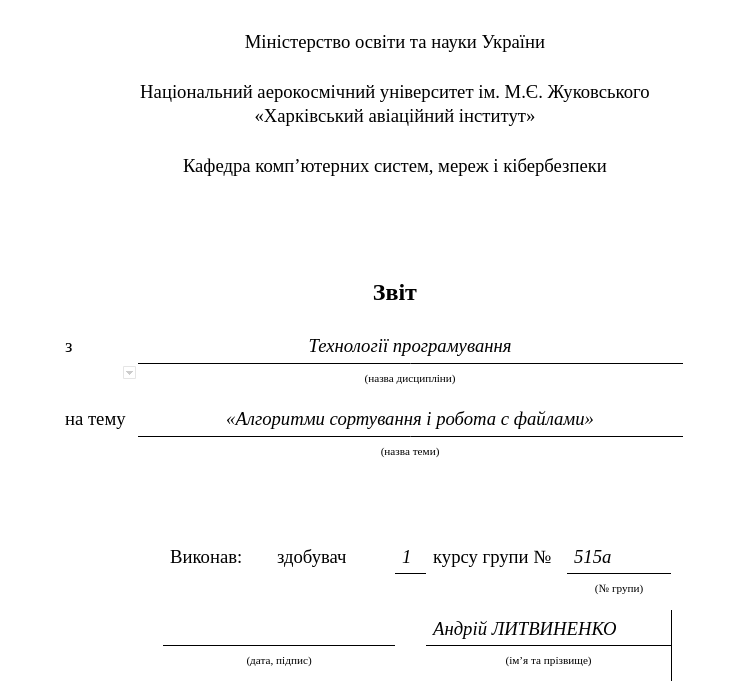 Міністерство освіти та науки України
Національний аерокосмічний університет ім. М.Є. Жуковського
«Харківський авіаційний інститут»
Кафедра комп’ютерних систем, мереж і кібербезпеки
Звіт
з Технології програмування
(назва дисципліни)
на тему «Алгоритми сортування і робота с файлами»
(назва теми)
Виконав: здобувач 1 курсу групи № 515а
(№ групи)
Андрій ЛИТВИНЕНКО
(дата, підпис) (ім’я та прізвище)